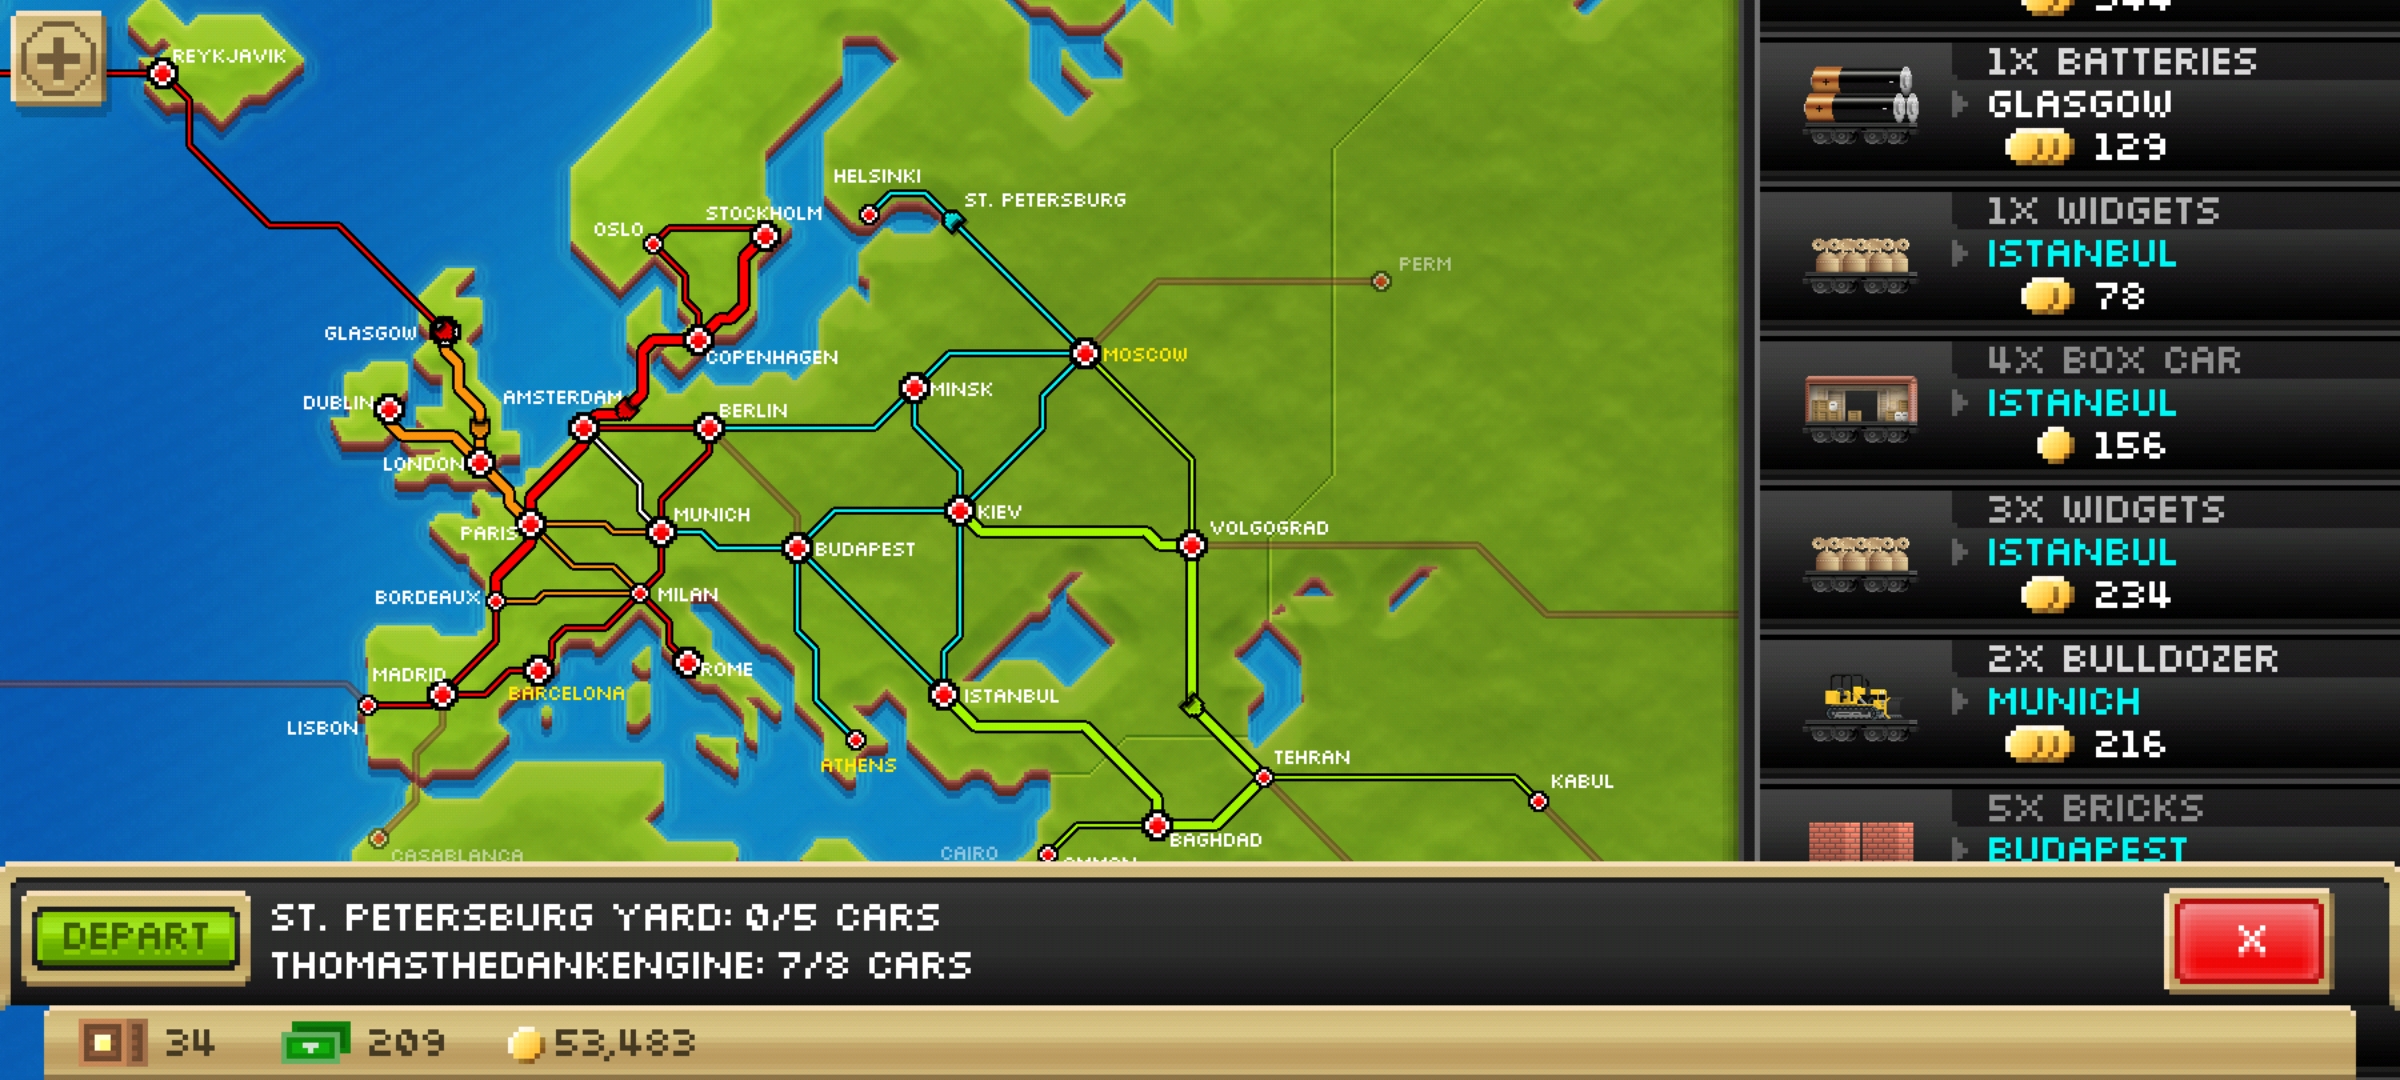 REYKJAVIK
HELSINKI
ST. PETERSBURG
STOCKHOLM
OSLO
PERM
GLASGOW
COPENHAGEN
MOSCOW
DUBLIN
AMSTERDAM
BERLIN
MINSK
LONDON
PARIS
MUNICH
KIEV
VOLGOGRAD
BUDAPEST
BORDEAUX
MILAN
MADRID
BARCELONA
ROME
ISTANBUL
LISBON
ATHENS
TEHRAN
KABUL
CASABLANCA
CAIRO
BAGHDAD
AMMAN
344
1X BATTERIES
GLASGOW
129
1X WIDGETS
ISTANBUL
78
4X BOX CAR
ISTANBUL
156
3X WIDGETS
ISTANBUL
234
2X BULLDOZER
MUNICH
216
5X BRICKS
BUDAPEST
DEPART
ST. PETERSBURG YARD: 0/5 CARS
THOMASTHEDANKENGINE: 7/8 CARS
X
34
209
53,483